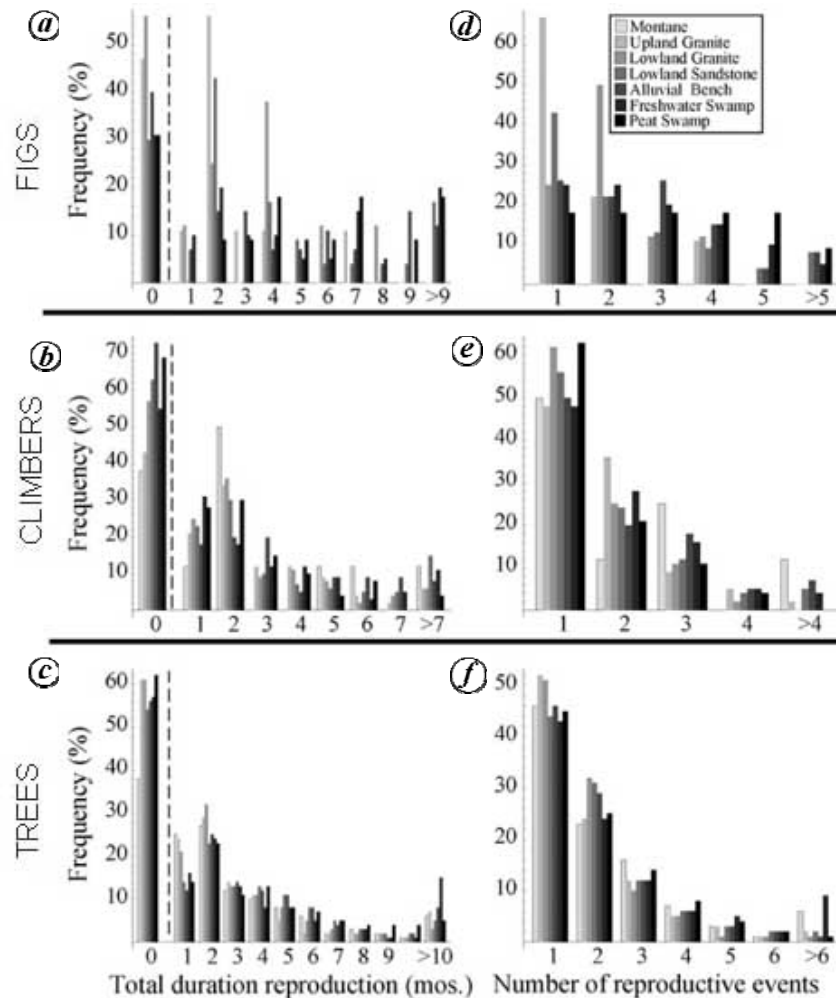 a
FIGS
Frequency (%)
50
40
30
20
10
0 1 2 3 4 5 6 7 8 9 >9
d
60
50
40
30
20
10
Montane
Upland Granite
Lowland Granite
Lowland Sandstone
Alluvial Bench
Freshwater Swamp
Peat Swamp
1 2 3 4 5 >5
b
CLIMBERS
Frequency (%)
70
60
50
40
30
20
10
0 1 2 3 4 5 6 7 >7
e
60
50
40
30
20
10
1 2 3 4 >4
c
TREES
Frequency (%)
60
50
40
30
20
10
0 1 2 3 4 5 6 7 8 9 >10
Total duration reproduction (mos.)
f
50
40
30
20
10
1 2 3 4 5 6 >6
Number of reproductive events